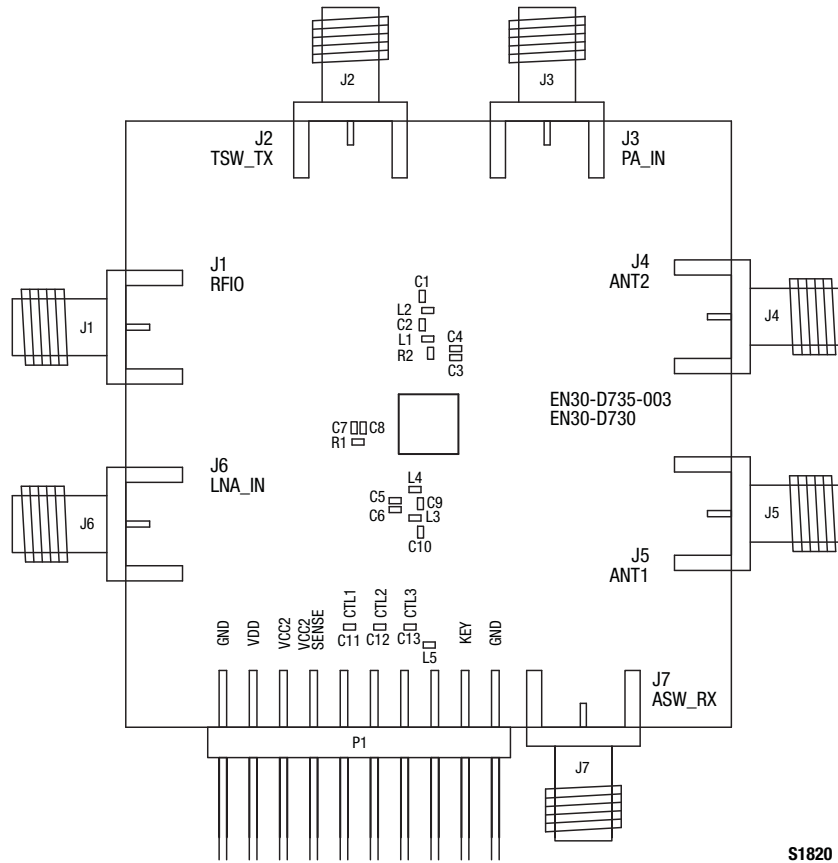 J2
J3
J2
TSW_TX
J3
PA_IN
J1
RFIO
J4
ANT2
J1
J4
C1
L2
C2
L1
R2
C4
C3
EN30-D735-003
EN30-D730
C7
C8
R1
J6
LNA_IN
J6
J5
L4
C5
C6
C9
L3
C10
J5
ANT1
GND
VDD
VCC2
VCC2
SENSE
CTL1
C11
CTL2
C12
CTL3
C13
L5
KEY
GND
J7
ASW_RX
P1
J7
S1820